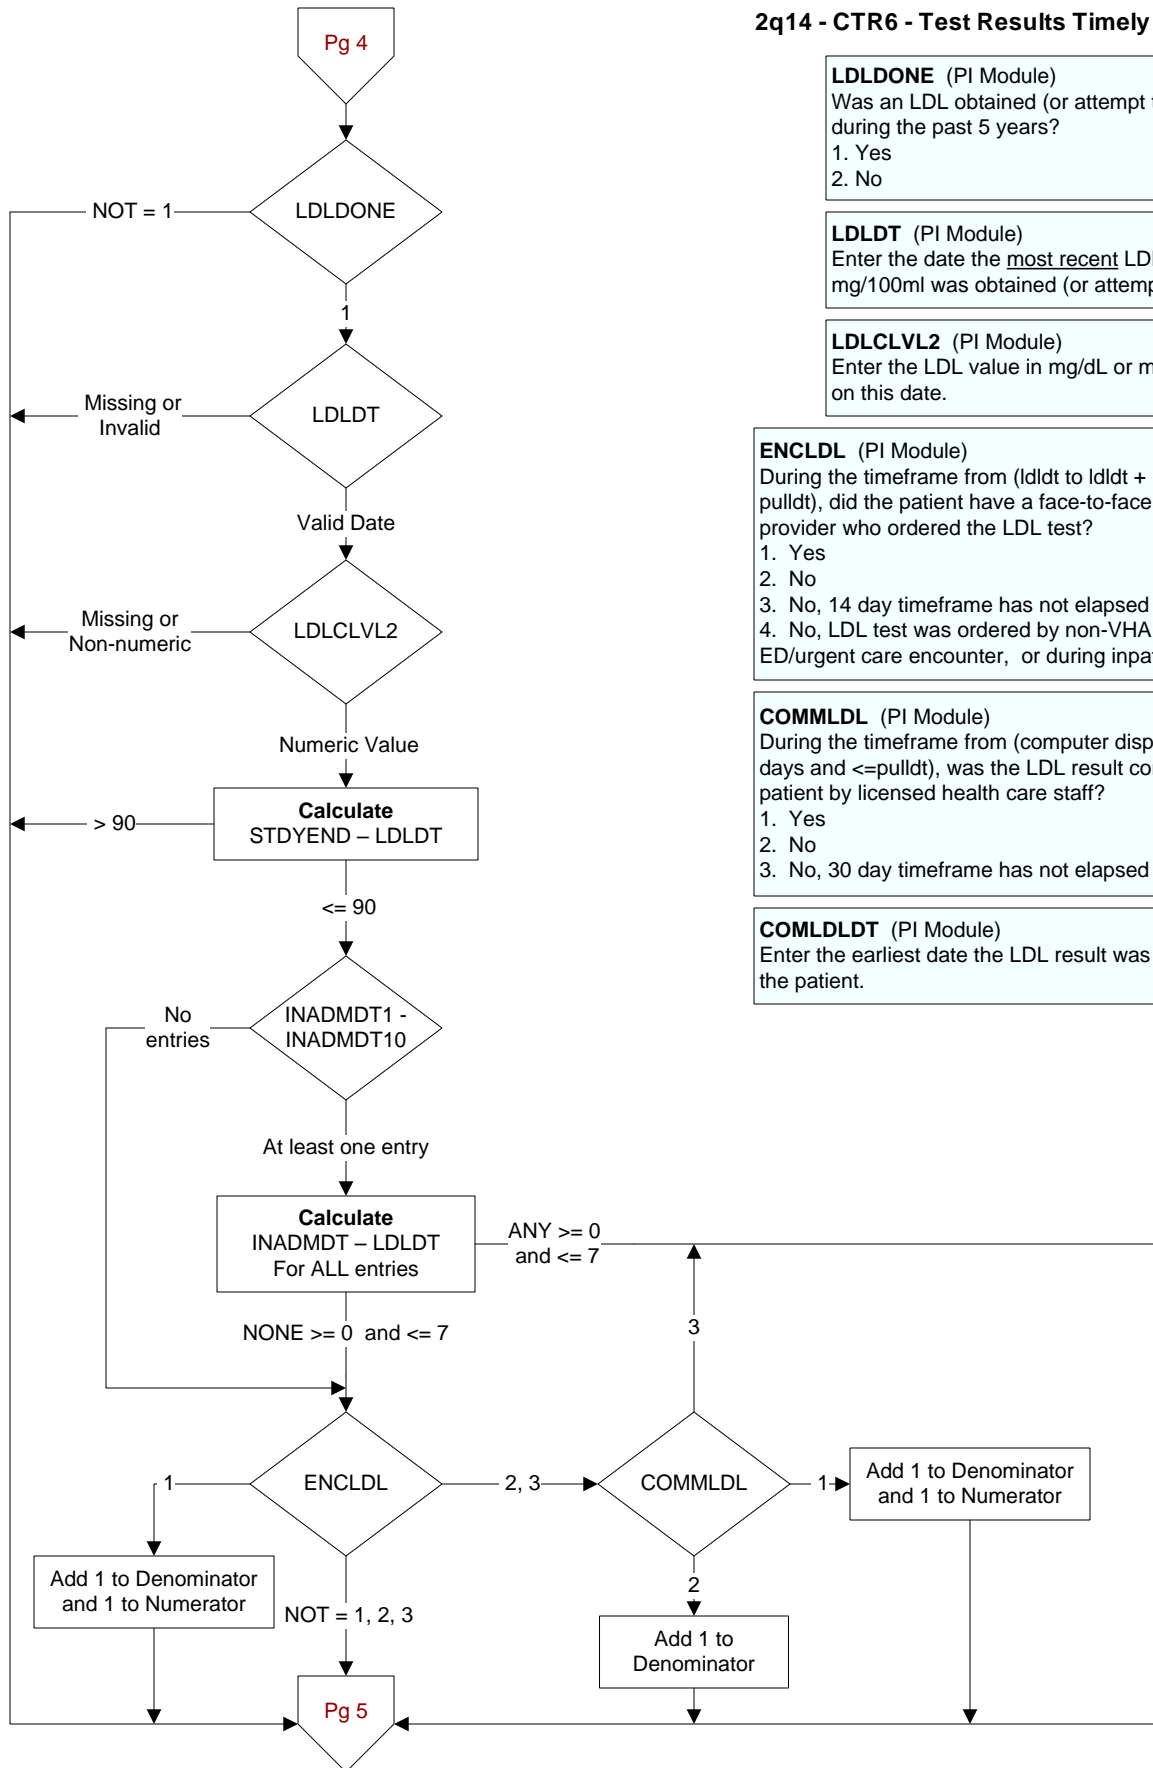 2q14 - CTR6 - Test Results Timely
Pg 4
LDLDONE
NOT = 1
1
LDLDT
Missing or
Invalid
Valid Date
LDLCLVL2
Missing or
Non-numeric
Numeric Value
Calculate
STDYEND – LDLDT
> 90
<= 90
INADMDT1 -
INADMDT10
No
entries
At least one entry
Calculate
INADMDT – LDLDT
For ALL entries
ANY >= 0
and <= 7
NONE >= 0 and <= 7
3
ENCLDL
1
2, 3
COMMLDL
1
Add 1 to Denominator
and 1 to Numerator
Add 1 to Denominator
and 1 to Numerator
NOT = 1, 2, 3
2
Add 1 to
Denominator
Pg 5
LDLDONE (PI Module)
Was an LDL obtained (or attempt
during the past 5 years?
1. Yes
2. No
LDLDT (PI Module)
Enter the date the most recent
mg/100ml was obtained (or
LDLCLVL2 (PI Module)
Enter the LDL value in mg/dL or
on this date.
ENCLDL (PI Module)
During the timeframe from (ldldt to ldldt +
pulldt), did the patient have a face-to-face
provider who ordered the LDL test?
1. Yes
2. No
3. No, 14 day timeframe has not elapsed
4. No, LDL test was ordered by non-VHA
ED/urgent care encounter, or during
COMMLDL (PI Module)
During the timeframe from (computer
days and <=pulldt), was the LDL result
patient by licensed health care staff?
1. Yes
2. No
3. No, 30 day timeframe has not elapsed
COMLDLDT (PI Module)
Enter the earliest date the LDL result was
the patient.